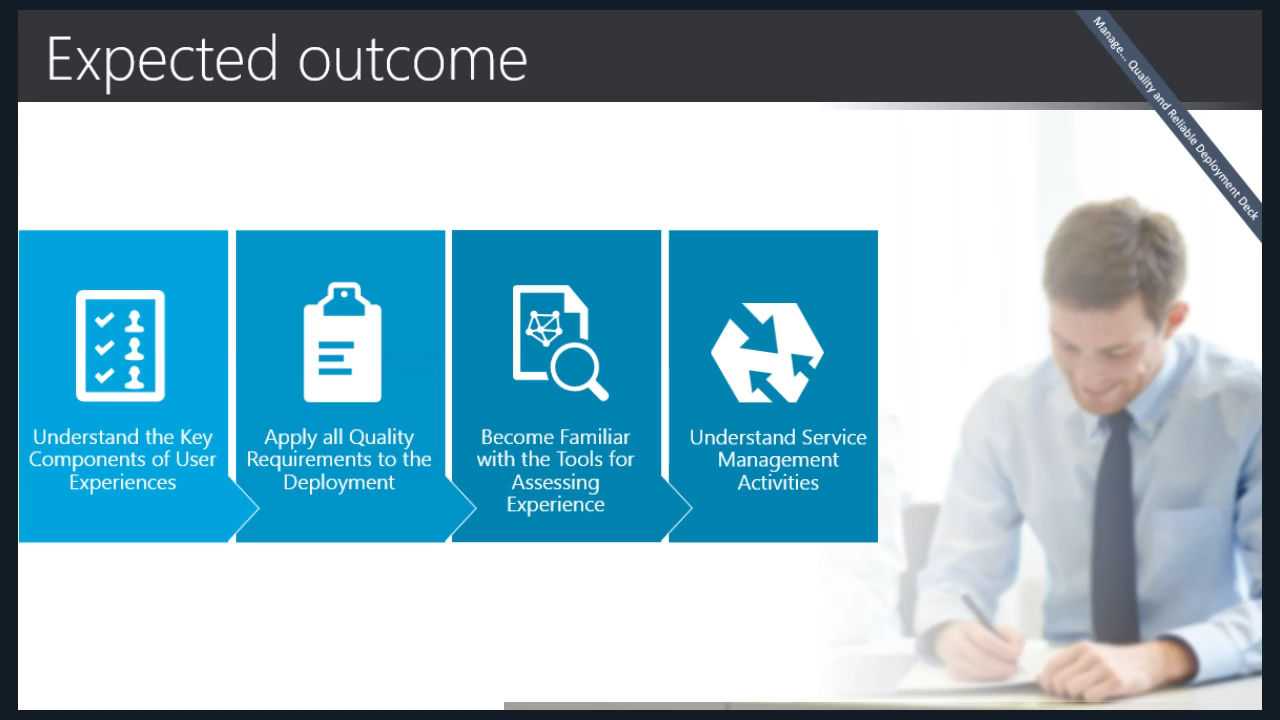 Expected outcome
Manage... Quality and Reliable Deployment Deck
Understand the Key
Components of User
Experiences
Apply all Quality
Requirements to the
Deployment
Become Familiar
with the Tools for
Assessing
Experience
Understand Service
Management
Activities